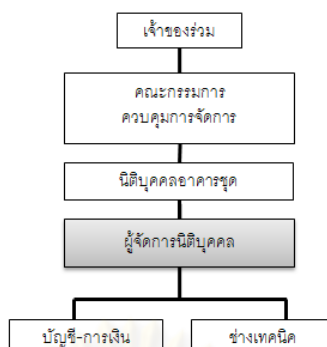 เจ้าของร่วม
คณะกรรมการ
ควบคุมการจัดการ
นิติบุคคลอาคารชุด
ผู้จัดการนิติบุคคล
บัญชี-การเงิน
ช่างเทคนิค